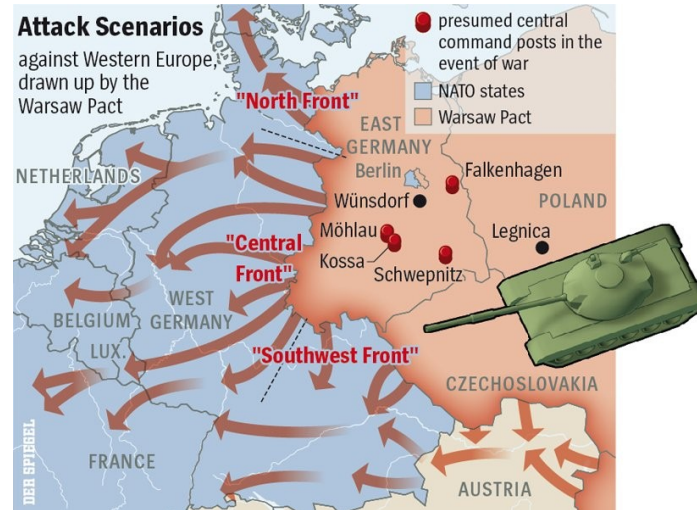 Attack Scenarios
against Western Europe,
drawn up by the
Warsaw Pact
presumed central
command posts in the
event of war
NATO states
Warsaw Pact
"North Front"
EAST
GERMANY
Berlin
Falkenhagen
NETHERLANDS
Wünsdorf
POLAND
Möhlau
Legnica
Kossa
Schwepnitz
"Central
Front"
WEST
GERMANY
BELGIUM
LUX.
"Southwest Front"
CZECHOSLOVAKIA
FRANCE
AUSTRIA
DER SPIEGEL